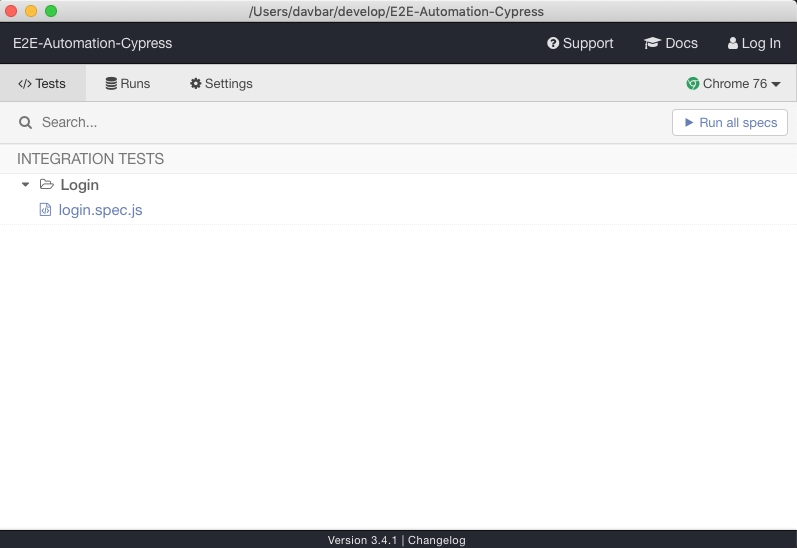 /Users/davbar/develop/E2E-Automation-Cypress
E2E-Automation-Cypress Support Docs Log In
Tests Runs Settings Chrome 76
Search... Run all specs
INTEGRATION TESTS
Login
login.spec.js
Version 3.4.1 | Changelog